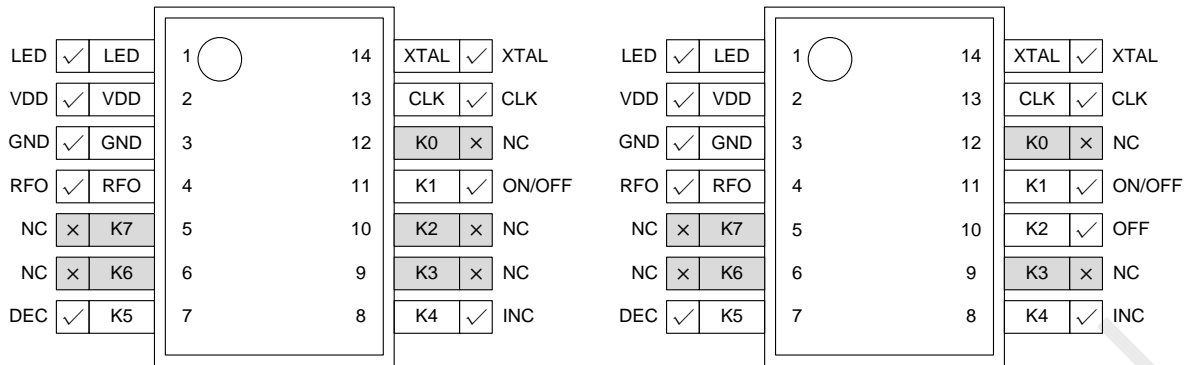 LED ✓ LED 1 14 XTAL ✓ XTAL LED ✓ LED 1 14 XTAL ✓ XTAL
VDD ✓ VDD 2 13 CLK ✓ CLK VDD ✓ VDD 2 13 CLK ✓ CLK
GND ✓ GND 3 12 K0 × NC GND ✓ GND 3 12 K0 × NC
RFO ✓ RFO 4 11 K1 ✓ ON/OFF RFO ✓ RFO 4 11 K1 ✓ ON/OFF
NC × K7 5 10 K2 × NC NC × K7 5 10 K2 ✓ OFF
NC × K6 6 9 K3 × NC NC × K6 6 9 K3 × NC
DEC ✓ K5 7 8 K4 ✓ INC DEC ✓ K5 7 8 K4 ✓ INC